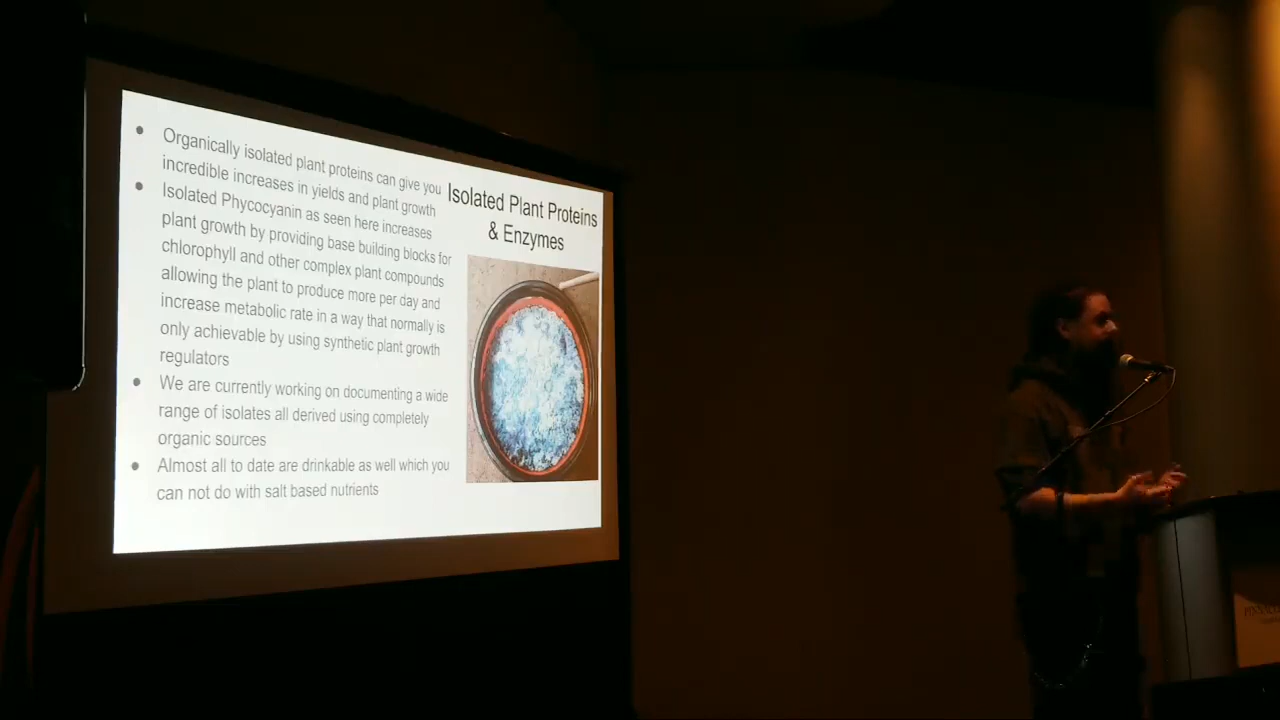 Isolated Plant Proteins
& Enzymes
● Organically isolated plant proteins can give you
incredible increases in yields and plant growth
● Isolated Phycocyanin as seen here increases
plant growth by providing base building blocks for
chlorophyll and other complex plant compounds
allowing the plant to produce more per day and
increase metabolic rate in a way that normally is
only achievable by using synthetic plant growth
regulators
● We are currently working on documenting a wide
range of isolates all derived using completely
organic sources
● Almost all to date are drinkable as well which you
can not do with salt based nutrients